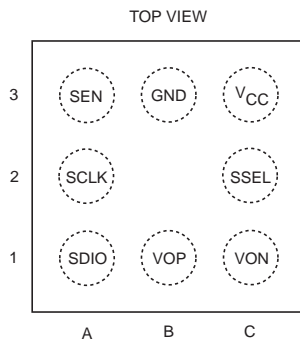 TOP VIEW
3 SEN GND VCC
2 SCLK SSEL
1 SDIO VOP VON
A B C